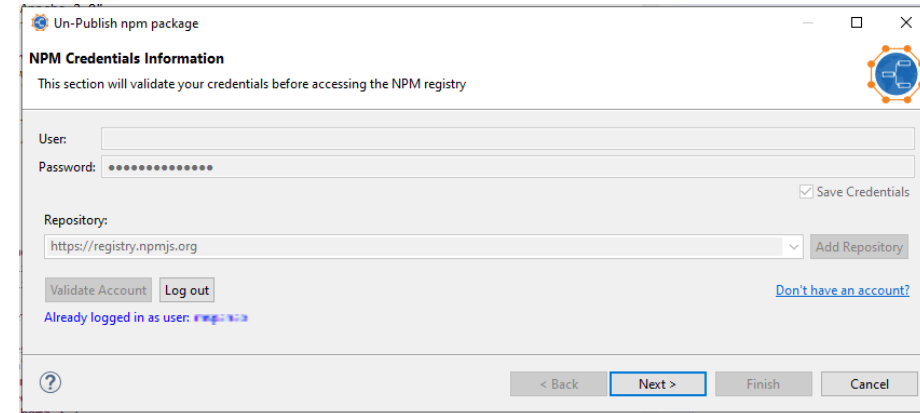 Un-Publish npm package
NPM Credentials Information
This section will validate your credentials before accessing the NPM registry
User:
Password: ••••••••••••••
Save Credentials
Repository:
https://registry.npmjs.org
Add Repository
Validate Account Log out
Don't have an account?
Already logged in as user:
? < Back Next > Finish Cancel